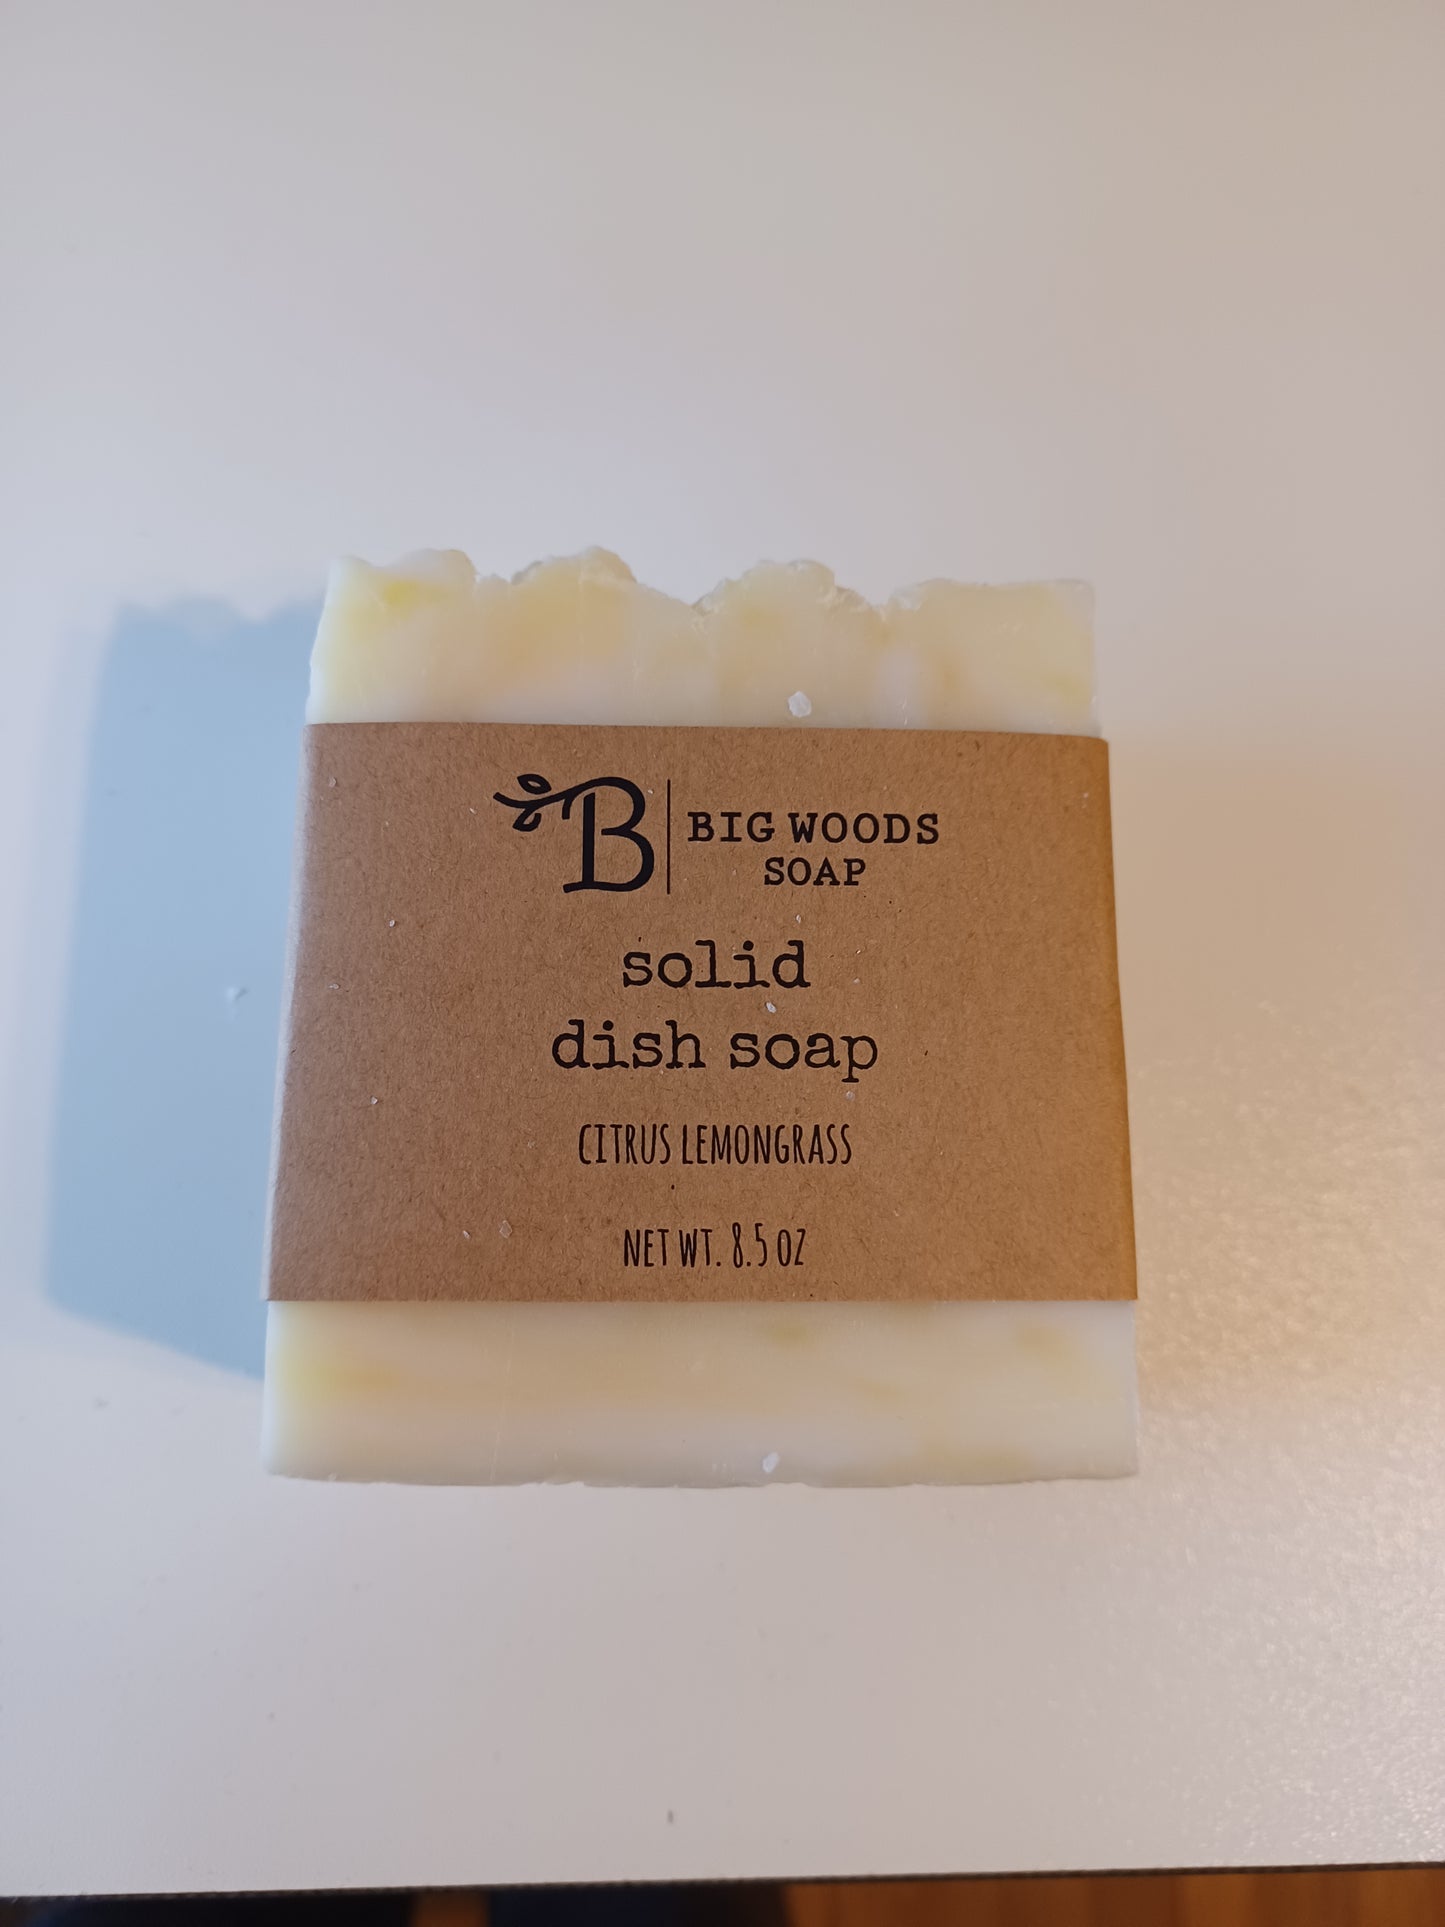 B
BIG WOODS
SOAP
solid
dish soap
CITRUS LEMONGRASS
NET WT. 8.5 OZ